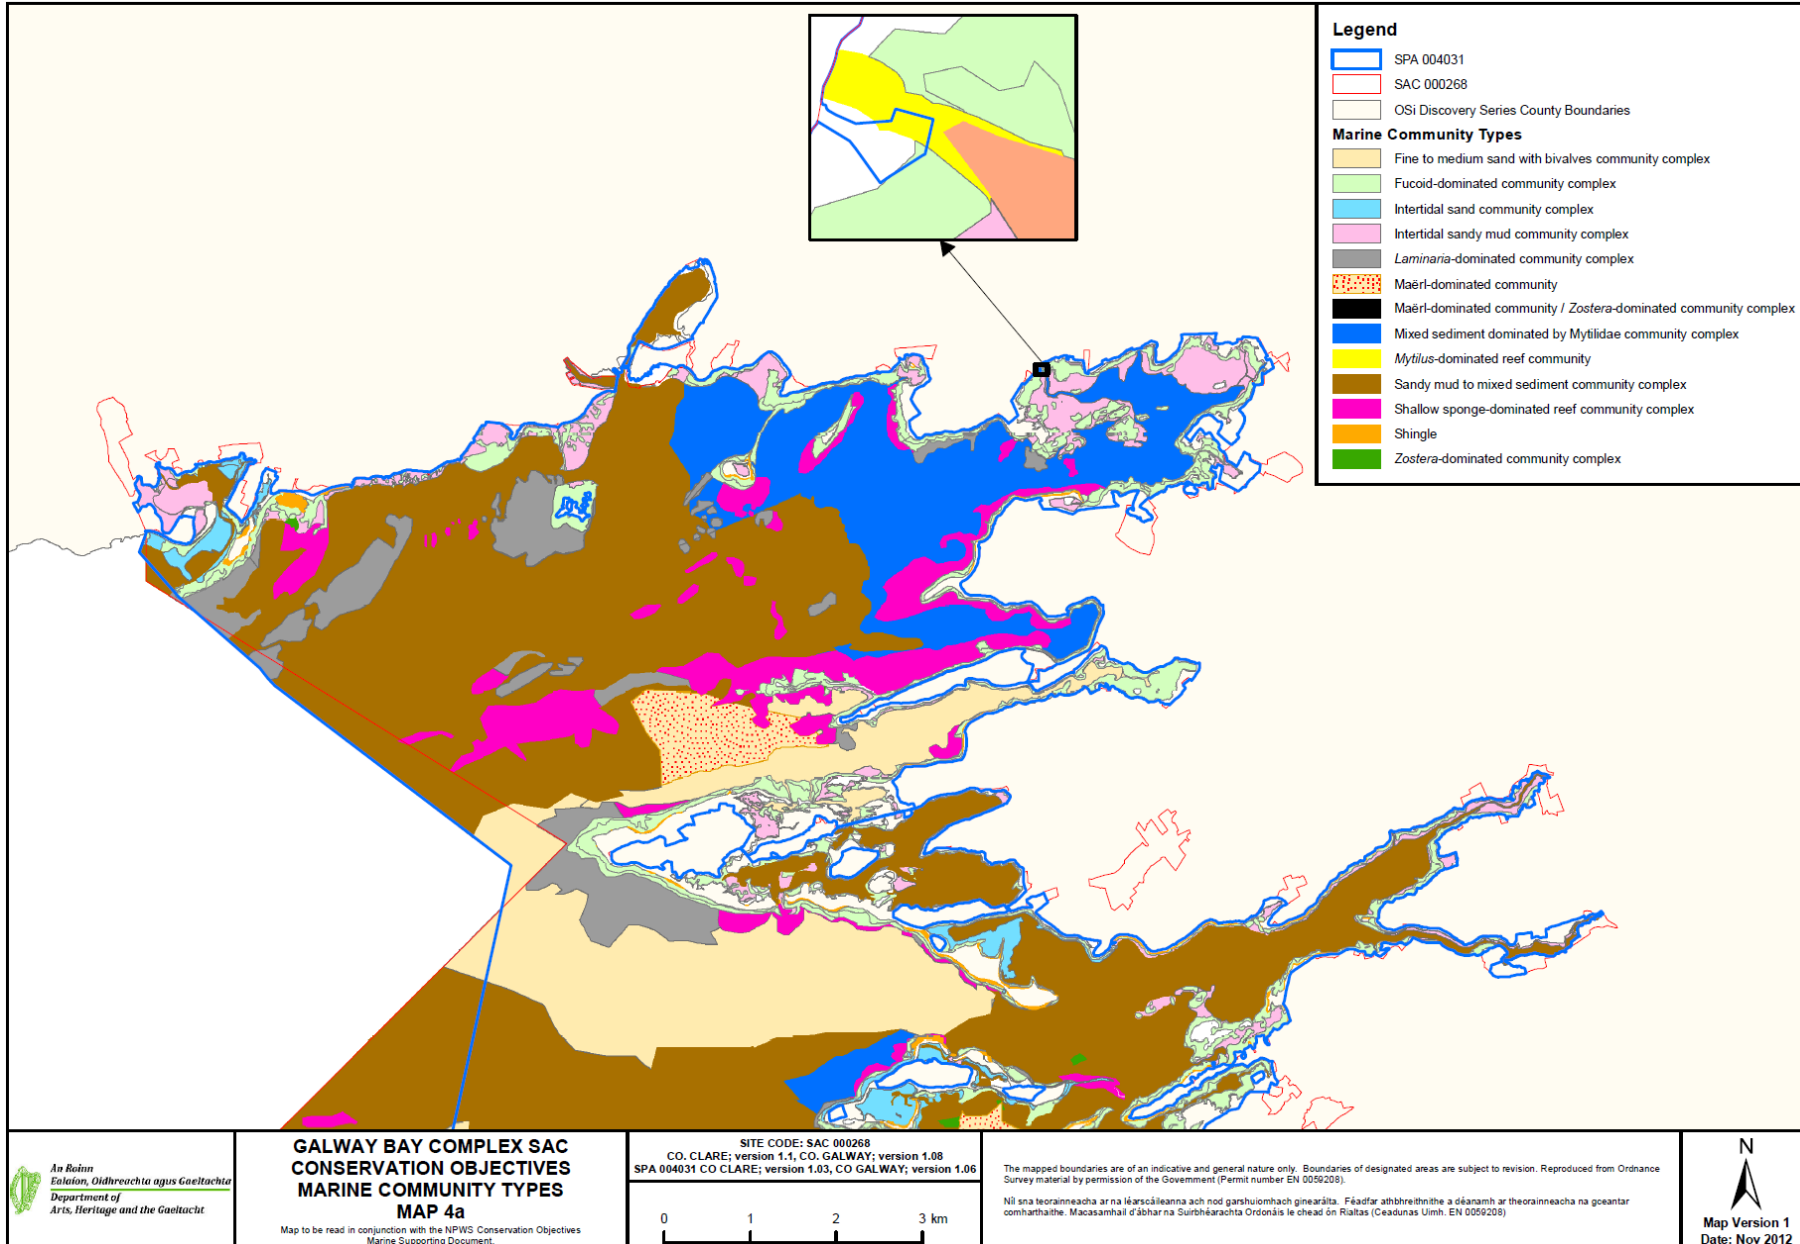 Legend
SPA 004031
SAC 000268
OSi Discovery Series County Boundaries
Marine Community Types
Fine to medium sand with bivalves community complex
Fucoid-dominated community complex
Intertidal sand community complex
Intertidal sandy mud community complex
Laminaria-dominated community complex
Maërl-dominated community
Maërl-dominated community / Zostera-dominated community complex
Mixed sediment dominated by Mytilidae community complex
Mytilus-dominated reef community
Sandy mud to mixed sediment community complex
Shallow sponge-dominated reef community complex
Shingle
Zostera-dominated community complex
An Roinn
Ealaíon, Oidhreachta agus Gaeltachta
Department of
Arts, Heritage and the Gaeltacht
GALWAY BAY COMPLEX SAC
CONSERVATION OBJECTIVES
MARINE COMMUNITY TYPES
MAP 4a
Map to be read in conjunction with the NPWS Conservation Objectives
Marine Supporting Document.
SITE CODE: SAC 000268
CO. CLARE; version 1.1, CO. GALWAY; version 1.08
SPA 004031 CO CLARE; version 1.03, CO GALWAY; version 1.06
0 1 2 3 km
The mapped boundaries are of an indicative and general nature only. Boundaries of designated areas are subject to revision. Reproduced from Ordnance
Survey material by permission of the Government (Permit number EN 0059208).
Níl sna teorainneacha ar na léarscáileanna ach nod garshuiomhach ginearálta. Féadfar athbhreithnithe a déanamh ar theorainneacha na gceantar
comharthaithe. Macasamhail d'ábhar na Suirbhéarachta Ordonáis le chead ón Rialtas (Ceadunas Uimh. EN 0059208)
N
Map Version 1
Date: Nov 2012